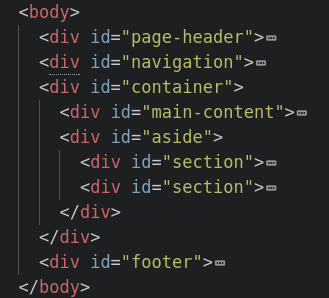 <body>
<div id="page-header">
<div id="navigation">
<div id="container">
<div id="main-content">
<div id="aside">
<div id="section">
<div id="section">
</div>
</div>
<div id="footer">
</body>